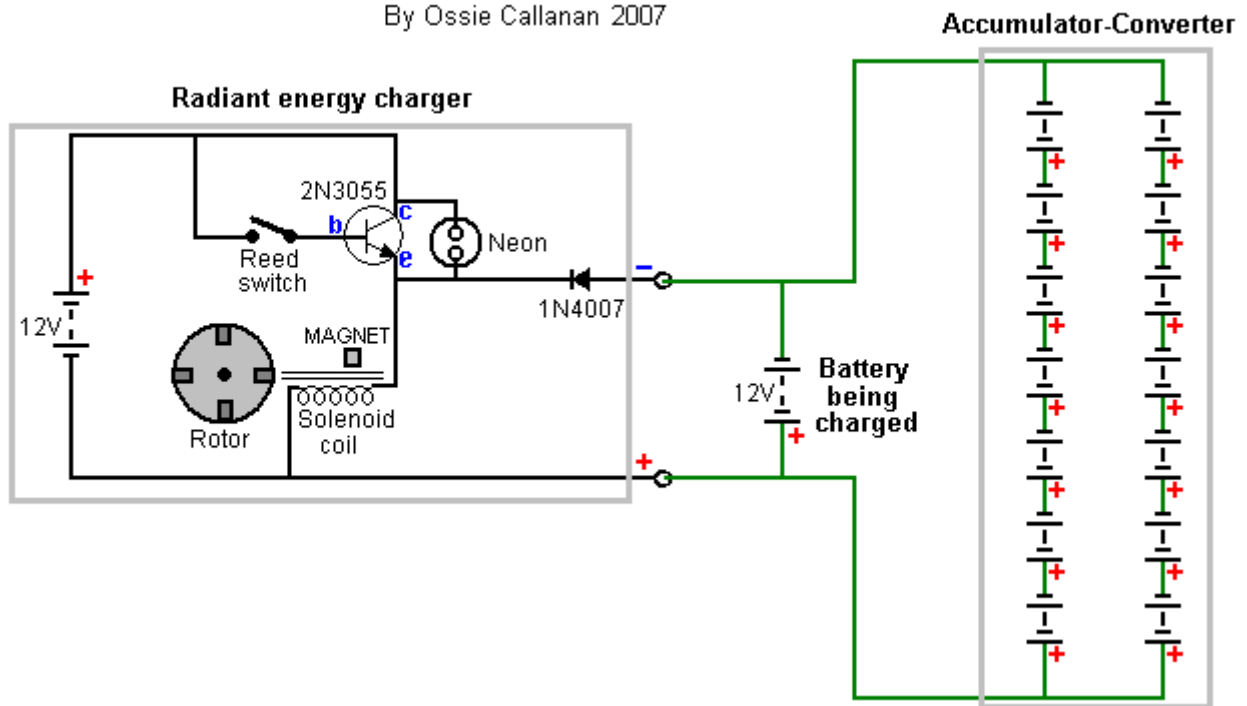 By Ossie Callanan 2007
Accumulator-Converter
Radiant energy charger
2N3055
c
b
e
Neon
Reed
switch
+
12V
1N4007
–
MAGNET
Rotor
Solenoid
coil
+
12V
Battery
being
charged
+
+ +
+ +
+ +
+ +
+ +
+ +
+ +